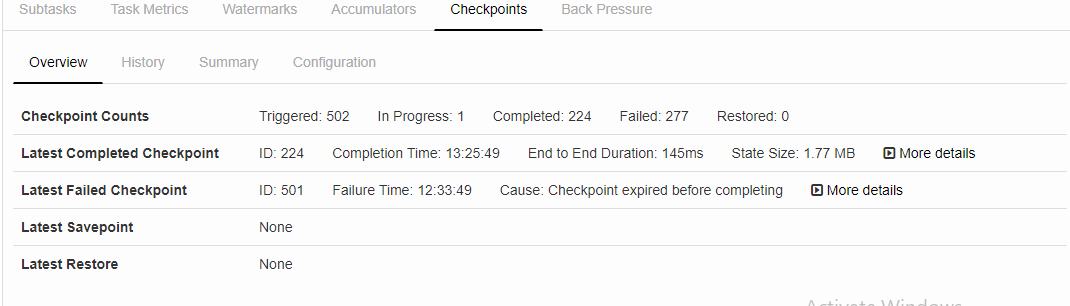 Subtasks Task Metrics Watermarks Accumulators Checkpoints Back Pressure
Overview History Summary Configuration
Checkpoint Counts Triggered: 502 In Progress: 1 Completed: 224 Failed: 277 Restored: 0
Latest Completed Checkpoint ID: 224 Completion Time: 13:25:49 End to End Duration: 145ms State Size: 1.77 MB More details
Latest Failed Checkpoint ID: 501 Failure Time: 12:33:49 Cause: Checkpoint expired before completing More details
Latest Savepoint None
Latest Restore None
Activate Windows